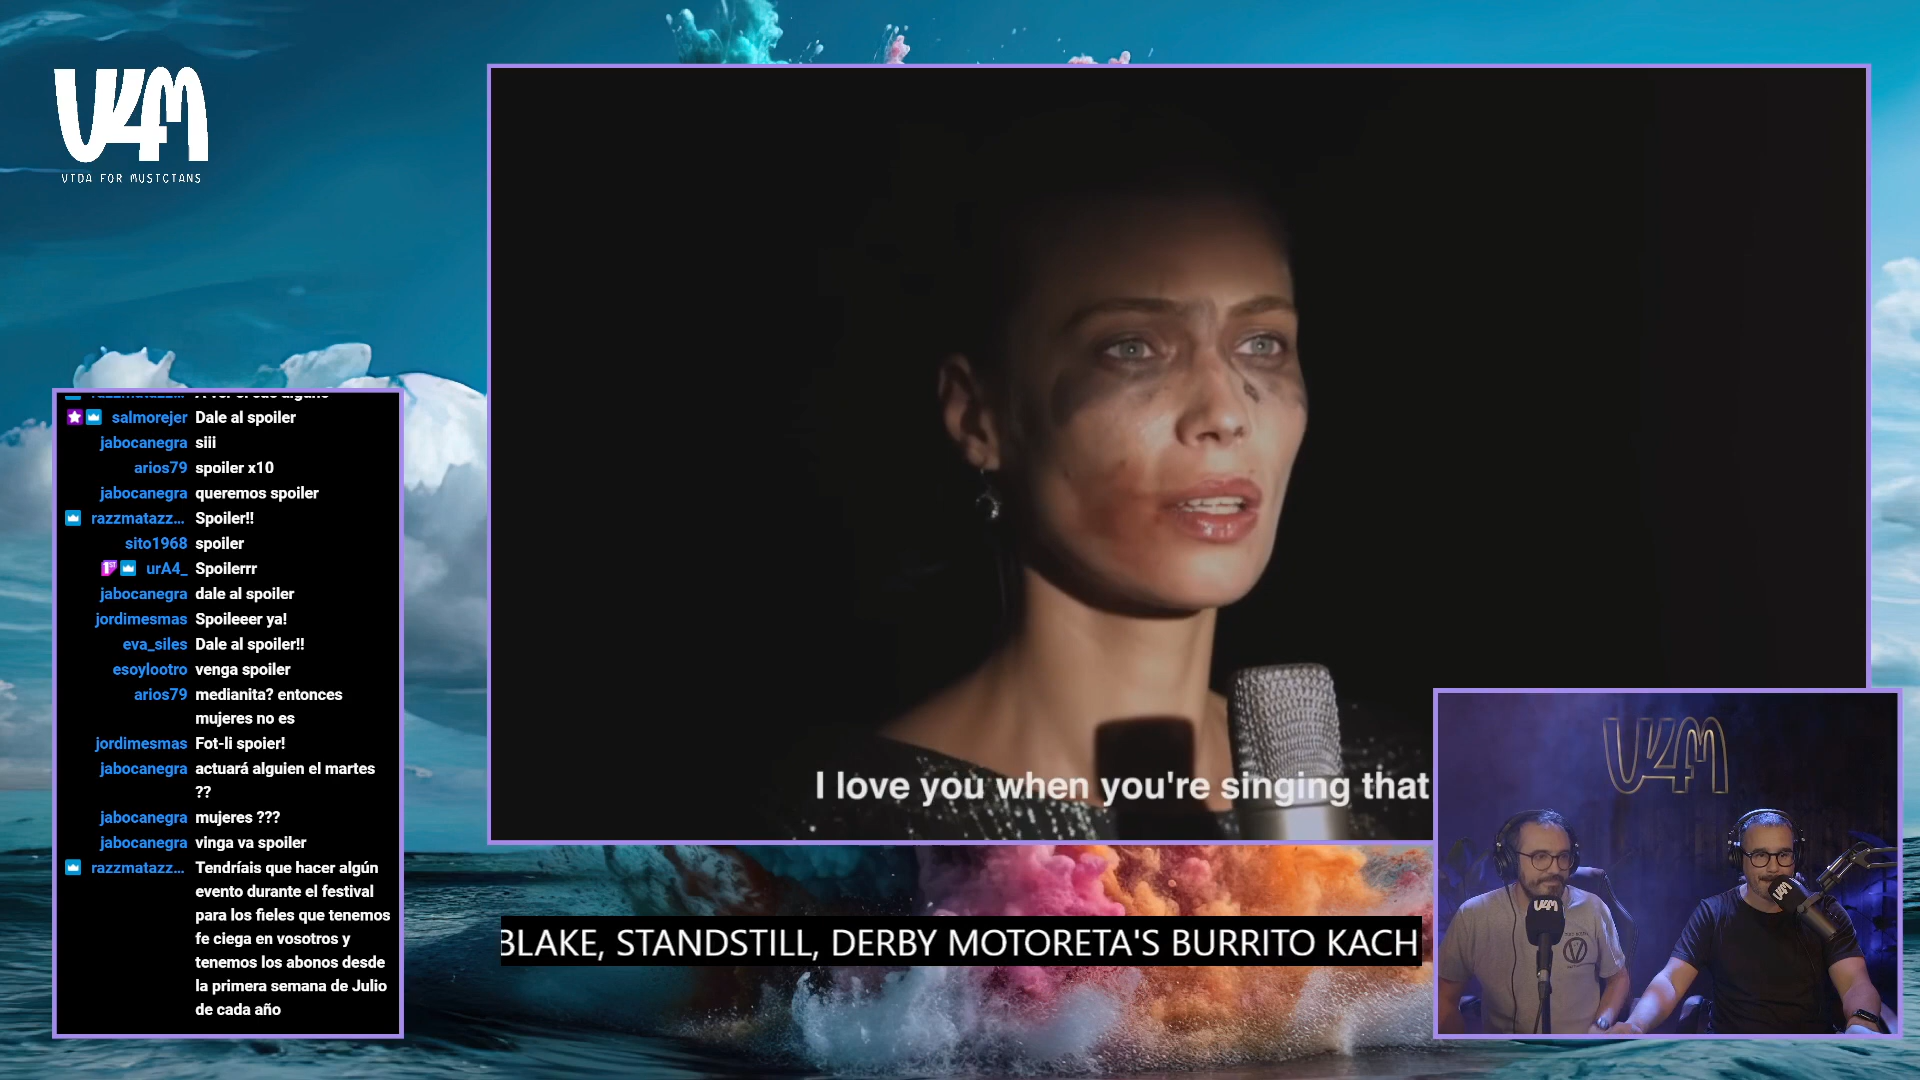 V4M
VIDA FOR MUSICIANS
salmorejer Dale al spoiler
jabocanegra siii
arios79 spoiler x10
jabocanegra queremos spoiler
razzmatazz... Spoiler!!
sito1968 spoiler
urA4_ Spoilerrr
jabocanegra dale al spoiler
jordimesmas Spoileeer ya!
eva_siles Dale al spoiler!!
esoylootro venga spoiler
arios79 medianita? entonces
mujeres no es
jordimesmas Fot-li spoier!
jabocanegra actuará alguien el martes
??
jabocanegra mujeres ???
jabocanegra vinga va spoiler
razzmatazz... Tendríais que hacer algún
evento durante el festival
para los fieles que tenemos
fe ciega en vosotros y
tenemos los abonos desde
la primera semana de Julio
de cada año
I love you when you're singing that
BLAKE, STANDSTILL, DERBY MOTORETA'S BURRITO KACH
V4M
V4M
V4M